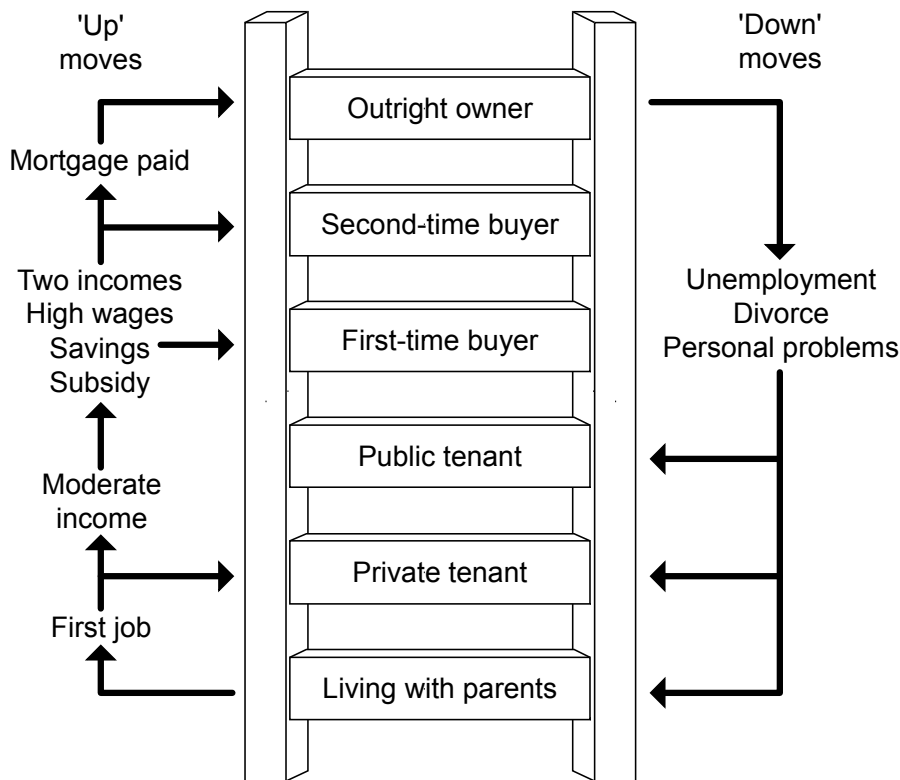 'Up'
moves
'Down'
moves
Outright owner
Mortgage paid
Second-time buyer
Two incomes
High wages
Savings
Subsidy
First-time buyer
Unemployment
Divorce
Personal problems
Public tenant
Moderate
income
Private tenant
First job
Living with parents